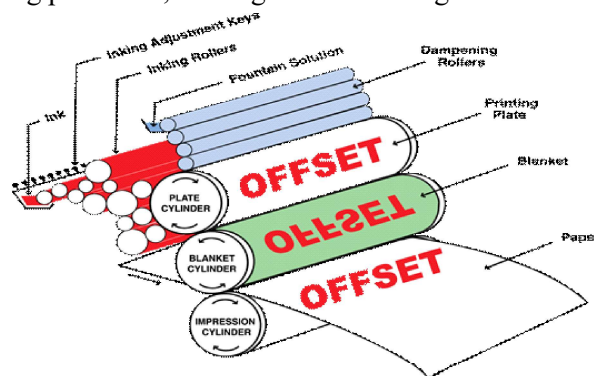 Inking Adjustment Keys
Inking Rollers
Fountain Solution
Dampening
Rollers
Ink
Printing
Plate
OFFSET
Blanket
PLATE
CYLINDER
OFFSET
BLANKET
CYLINDER
OFFSET
IMPRESSION
CYLINDER